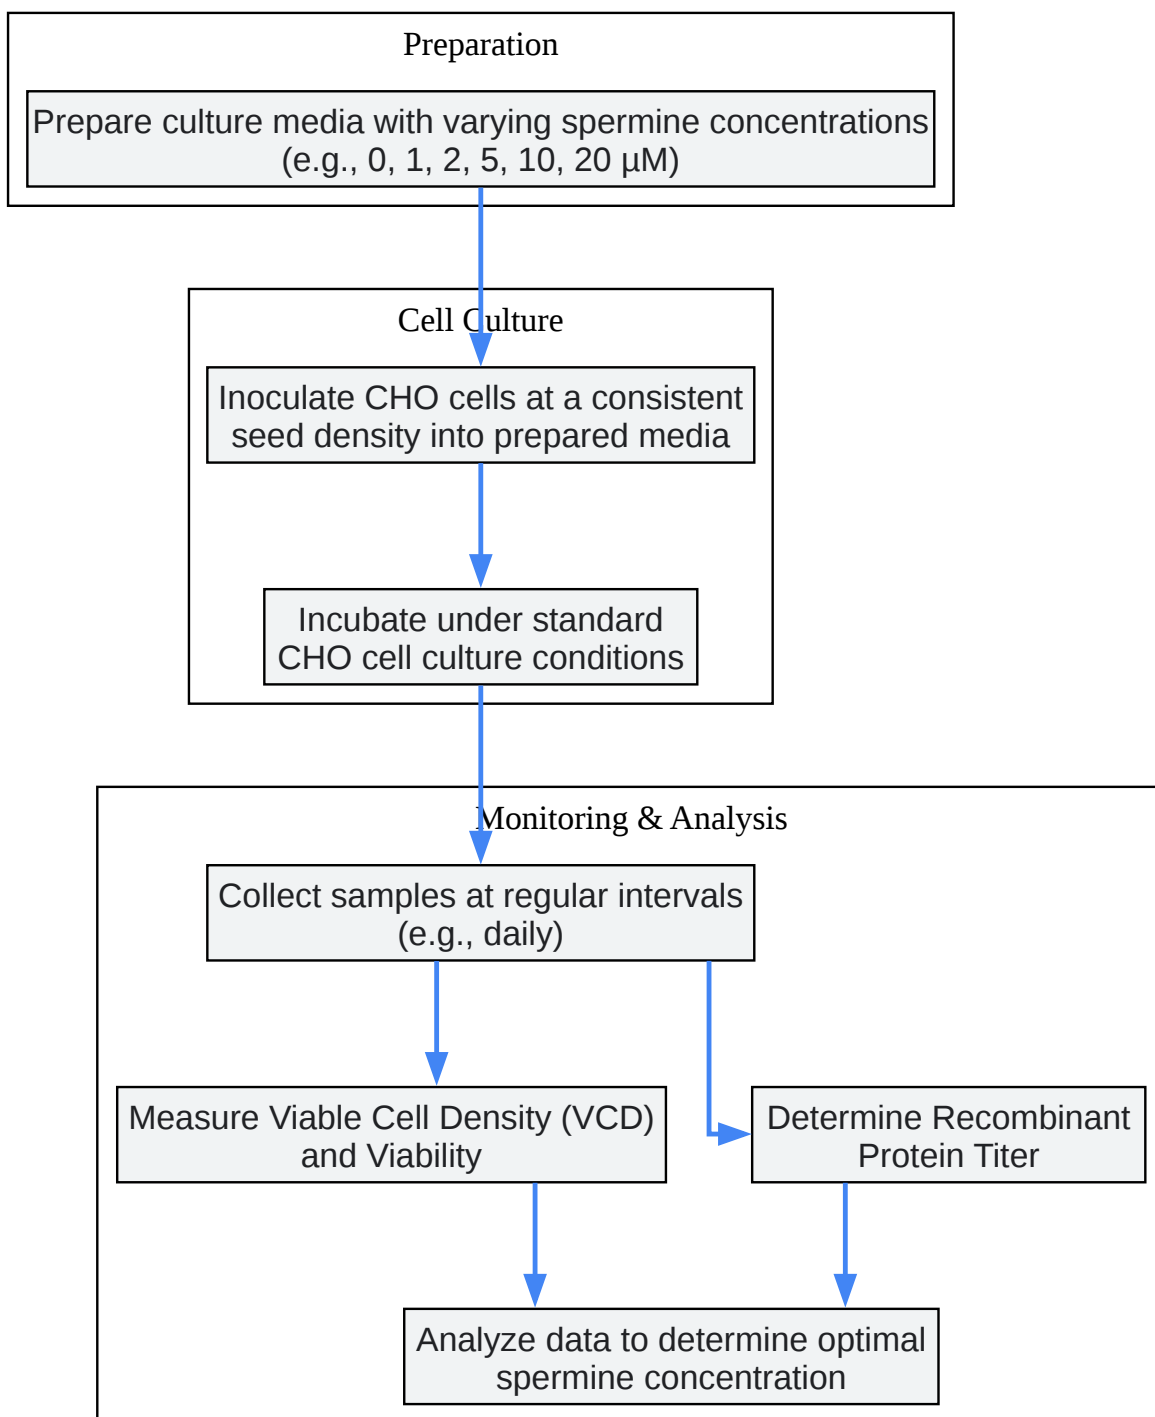 Preparation
Prepare culture media with varying spermine concentrations
(e.g., 0, 1, 2, 5, 10, 20 µM)
Cell Culture
Inoculate CHO cells at a consistent
seed density into prepared media
Incubate under standard
CHO cell culture conditions
Monitoring & Analysis
Collect samples at regular intervals
(e.g., daily)
Measure Viable Cell Density (VCD)
and Viability
Determine Recombinant
Protein Titer
Analyze data to determine optimal
spermine concentration